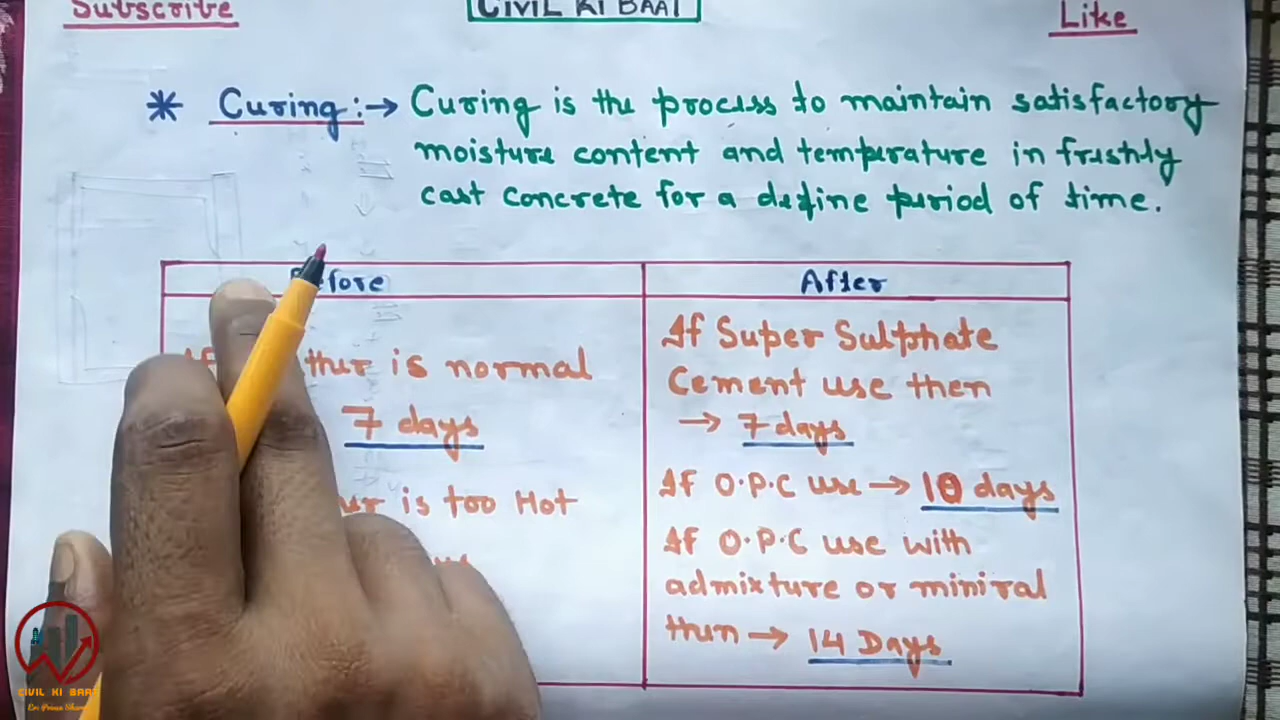 Subscribe
CIVIL KI BAAT
Like
* Curing :→ Curing is the process to maintain satisfactory
moisture content and temperature in freshly
cast concrete for a define period of time.
After
If Super Sulphate
is normal
Cement use then
7 days
→ 7 days
If O.P.C use → 10 days
is too Hot
If O.P.C use with
admixture or miniral
then → 14 Days
CIVIL KI BAAT